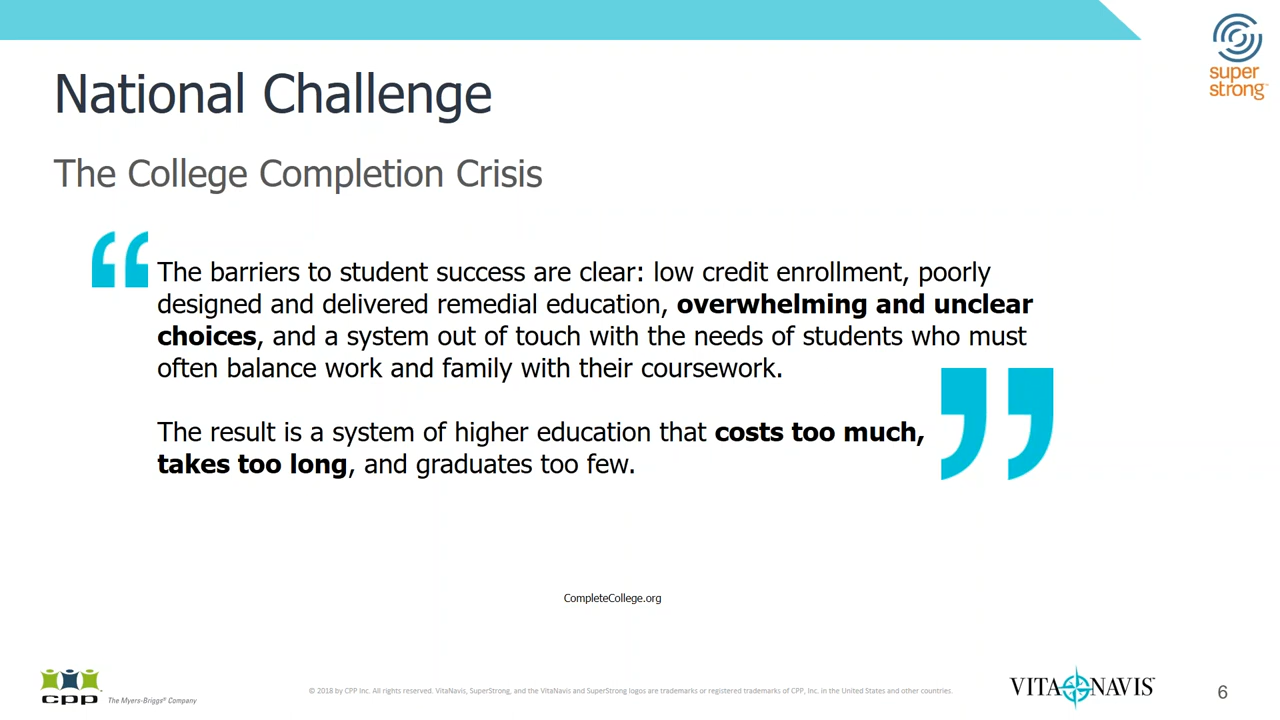 super
strong™
National Challenge
The College Completion Crisis
“The barriers to student success are clear: low credit enrollment, poorly
designed and delivered remedial education, overwhelming and unclear
choices, and a system out of touch with the needs of students who must
often balance work and family with their coursework.
The result is a system of higher education that costs too much,
takes too long, and graduates too few.”
CompleteCollege.org
cpp The Myers-Briggs® Company
© 2018 by CPP Inc. All rights reserved. VitaNavis, SuperStrong, and the VitaNavis and SuperStrong logos are trademarks or registered trademarks of CPP, Inc. in the United States and other countries.
VITA NAVIS™
6